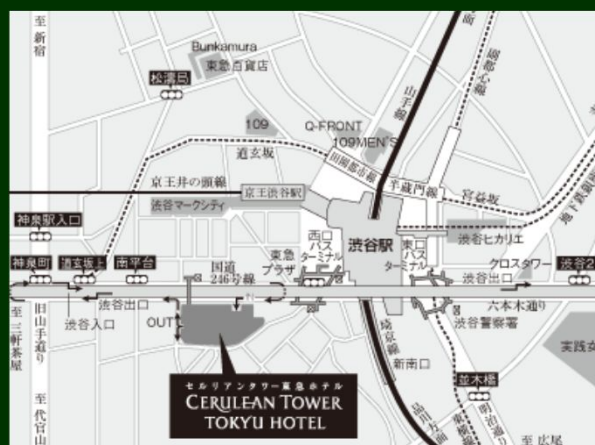 至新宿
Bunkamura
東急百貨店
松濤局
山手線
副都心線
109
Q-FRONT
109MEN'S
道玄坂
田園都市線
半蔵門線
宮益坂
京王井の頭線
京王渋谷駅
渋谷マークシティ
神泉駅入口
渋谷駅
渋谷ヒカリエ
西口
バス
ターミナル
東口
バス
ターミナル
東急
プラザ
クロスタワー
神泉町
道玄坂上
南平台
国道
246号線
渋谷出口
渋谷2
渋谷出口
渋谷入口
旧山手通り
至三軒茶屋
OUT
六本木通り
渋谷警察署
埼京線
新南口
実践女
並木橋
明治通り
至代官山
至広尾
セルリアンタワー東急ホテル
CERULEAN TOWER
TOKYU HOTEL